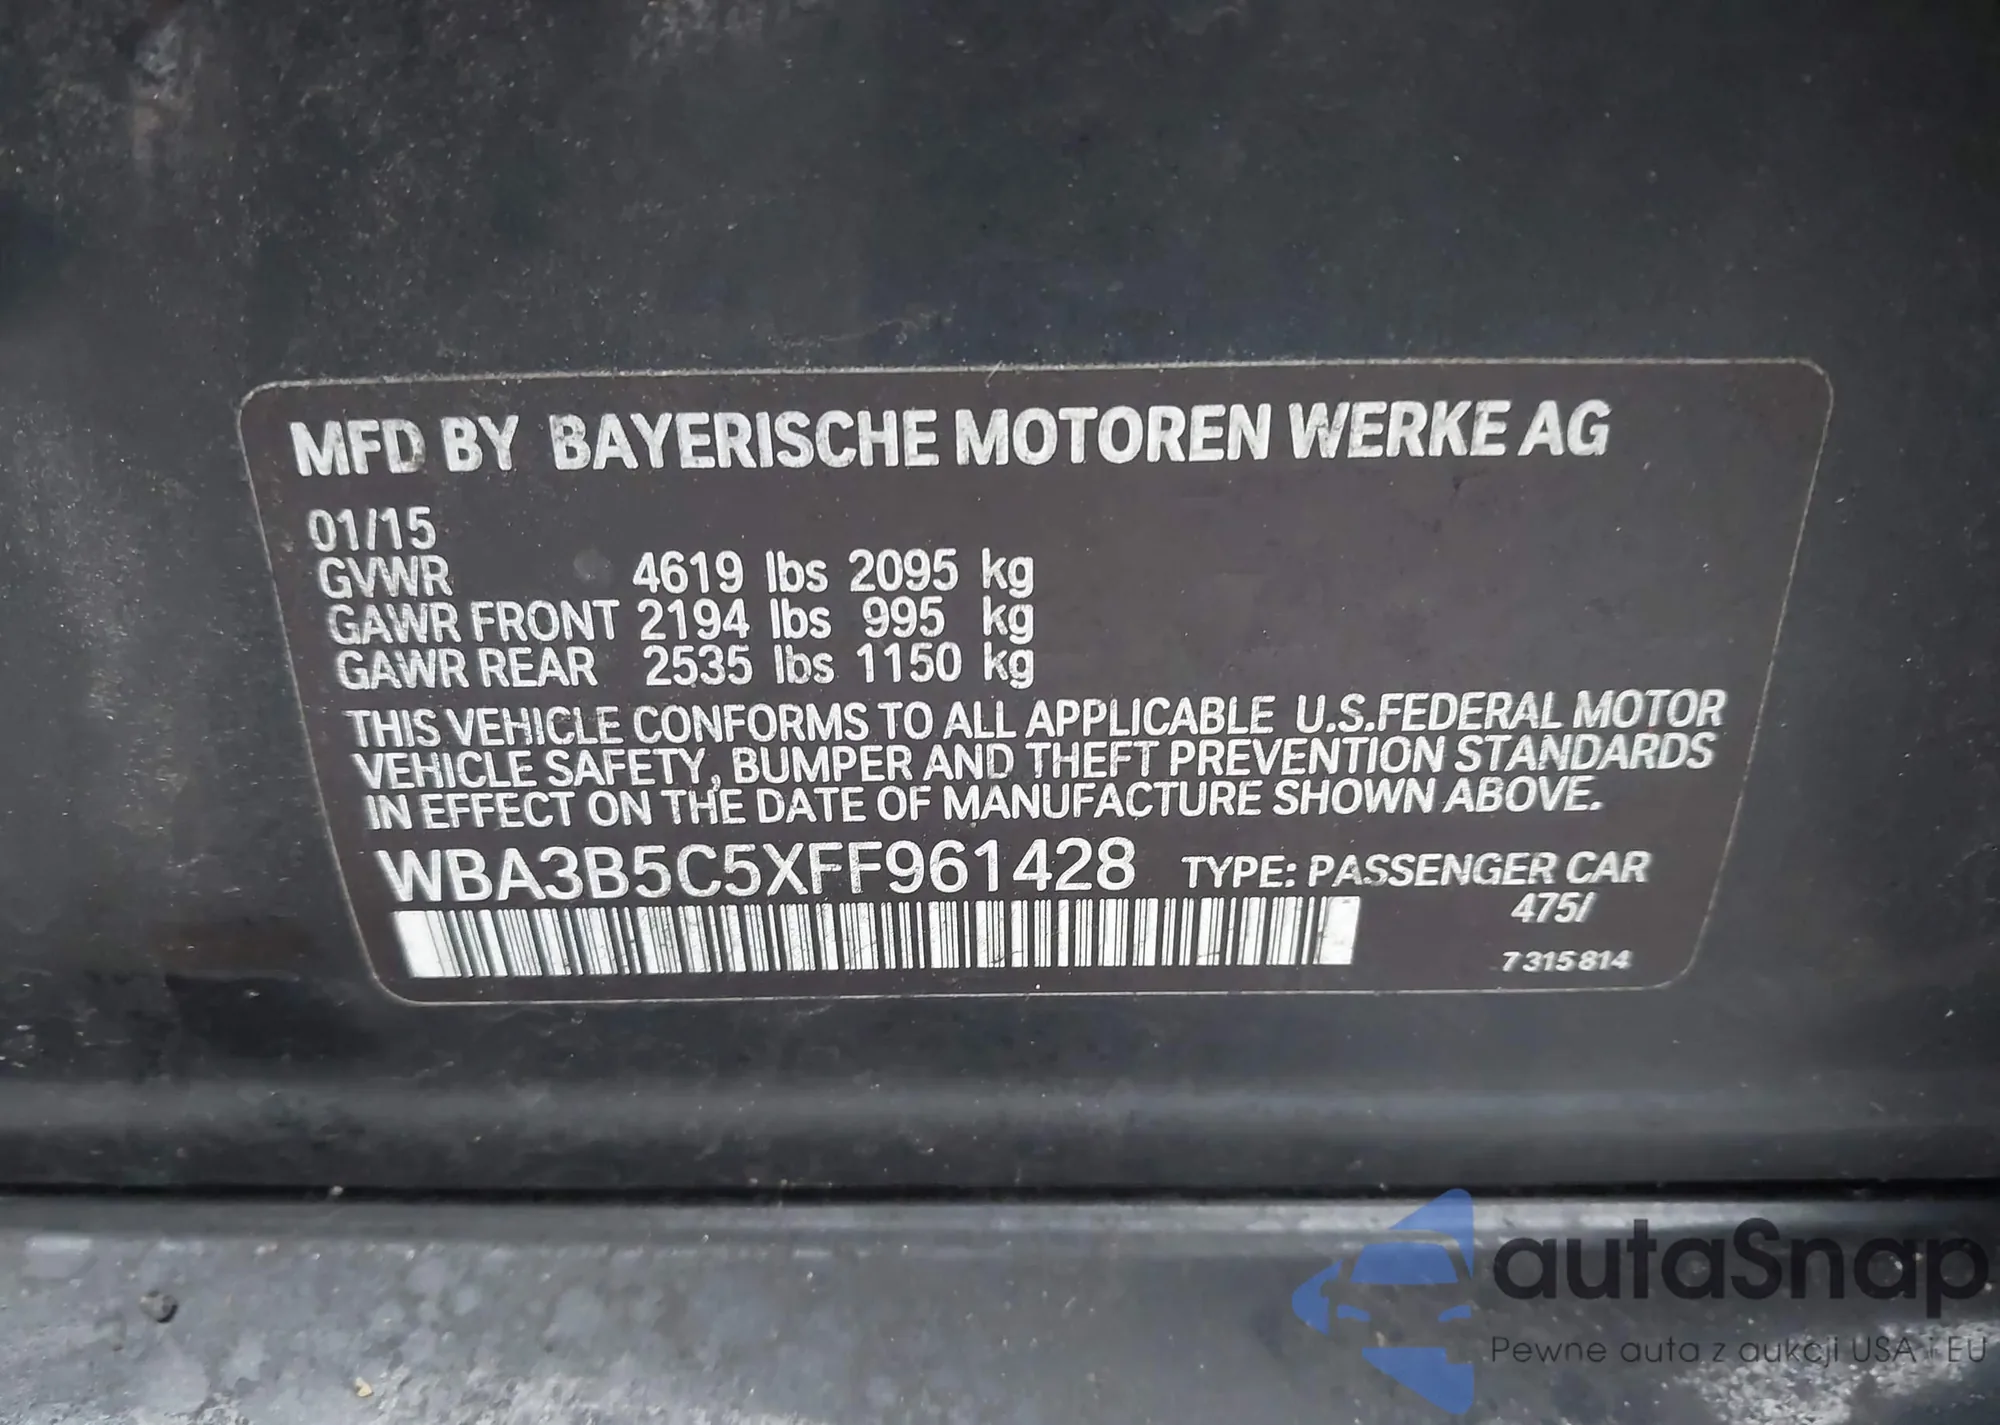 MFD BY BAYERISCHE MOTOREN WERKE AG
01/15
GVWR 4619 lbs 2095 kg
GAWR FRONT 2194 lbs 995 kg
GAWR REAR 2535 lbs 1150 kg
THIS VEHICLE CONFORMS TO ALL APPLICABLE U.S.FEDERAL MOTOR
VEHICLE SAFETY, BUMPER AND THEFT PREVENTION STANDARDS
IN EFFECT ON THE DATE OF MANUFACTURE SHOWN ABOVE.
WBA3B5C5XFF961428 TYPE: PASSENGER CAR
475/
7 315 814
autaSnap
Pewne auta z aukcji USA i EU